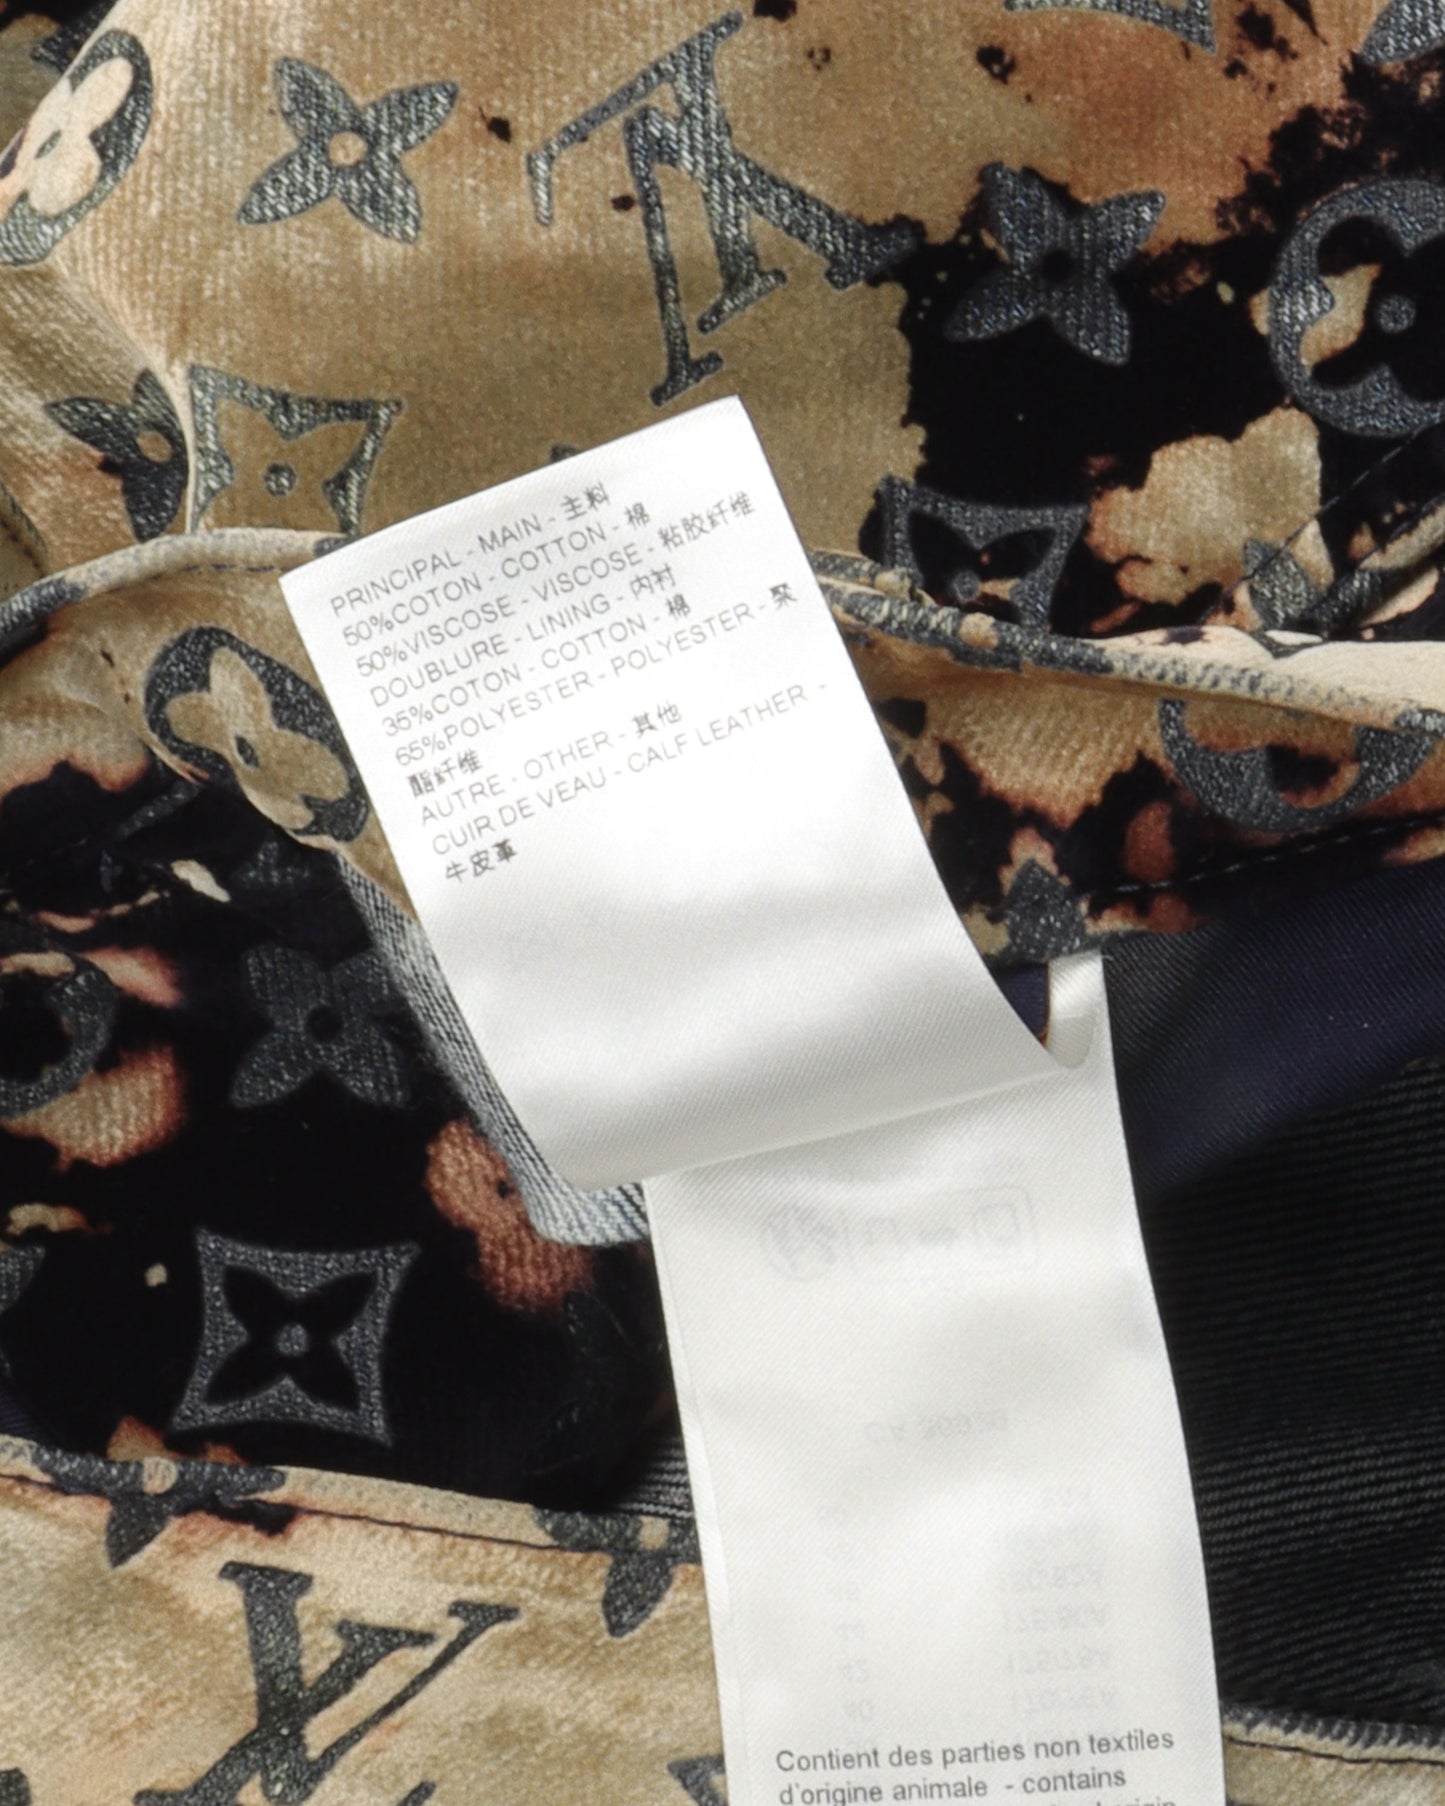 PRINCIPAL - MAIN - 主料
50%COTON - COTTON - 棉
50%VISCOSE - VISCOSE - 粘胶纤维
DOUBLURE - LINING - 内衬
35%COTON - COTTON - 棉
65%POLYESTER - POLYESTER - 聚
酯纤维
AUTRE - OTHER - 其他
CUIR DE VEAU - CALF LEATHER -
牛皮革
Contient des parties non textiles
d'origine animale - contains